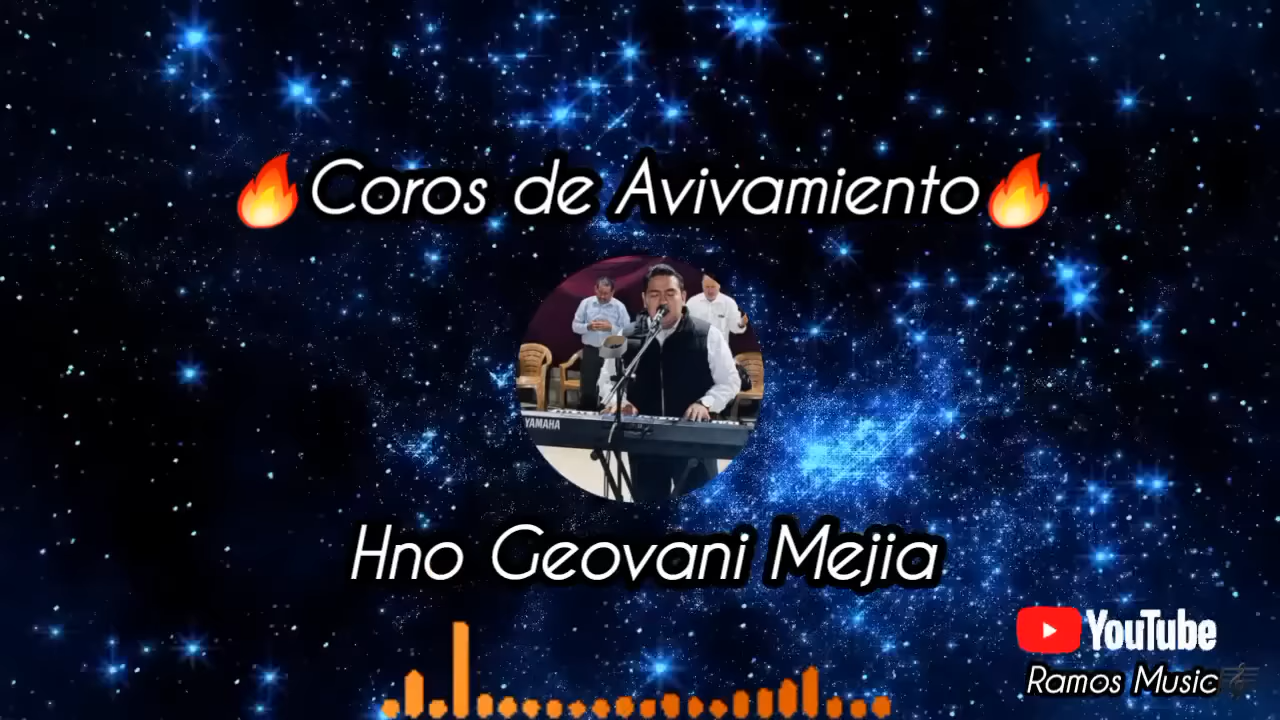 🔥Coros de Avivamiento🔥
YAMAHA
Hno Geovani Mejia
YouTube
Ramos Music